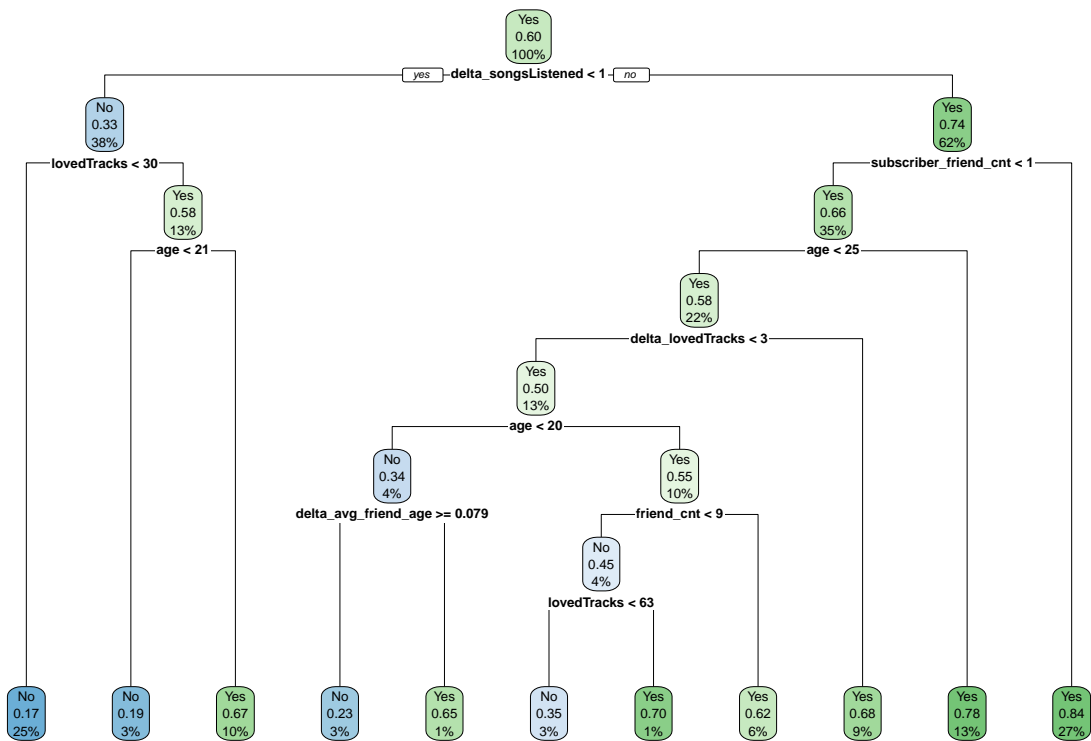 Yes
0.60
100%
yes delta_songsListened < 1 no
No
0.33
38%
lovedTracks < 30
Yes
0.74
62%
subscriber_friend_cnt < 1
Yes
0.58
13%
age < 21
Yes
0.66
35%
age < 25
Yes
0.58
22%
delta_lovedTracks < 3
Yes
0.50
13%
age < 20
No
0.34
4%
delta_avg_friend_age >= 0.079
Yes
0.55
10%
friend_cnt < 9
No
0.45
4%
lovedTracks < 63
No
0.17
25%
No
0.19
3%
Yes
0.67
10%
No
0.23
3%
Yes
0.65
1%
No
0.35
3%
Yes
0.70
1%
Yes
0.62
6%
Yes
0.68
9%
Yes
0.78
13%
Yes
0.84
27%